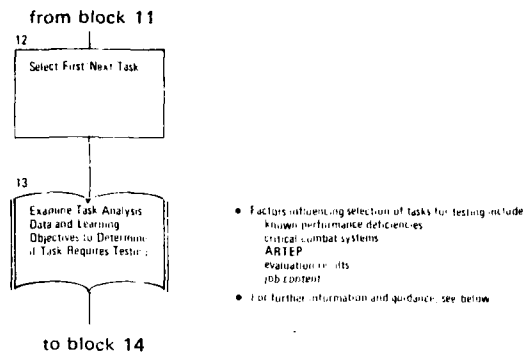 from block 11
12
Select First/Next Task
13
Examine Task Analysis
Data and Learning
Objectives to Determine
if Task Requires Testing
• Factors influencing selection of tasks for testing include
known performance deficiencies
critical combat systems
ARTEP
evaluation results
job content
• For further information and guidance, see below
to block 14